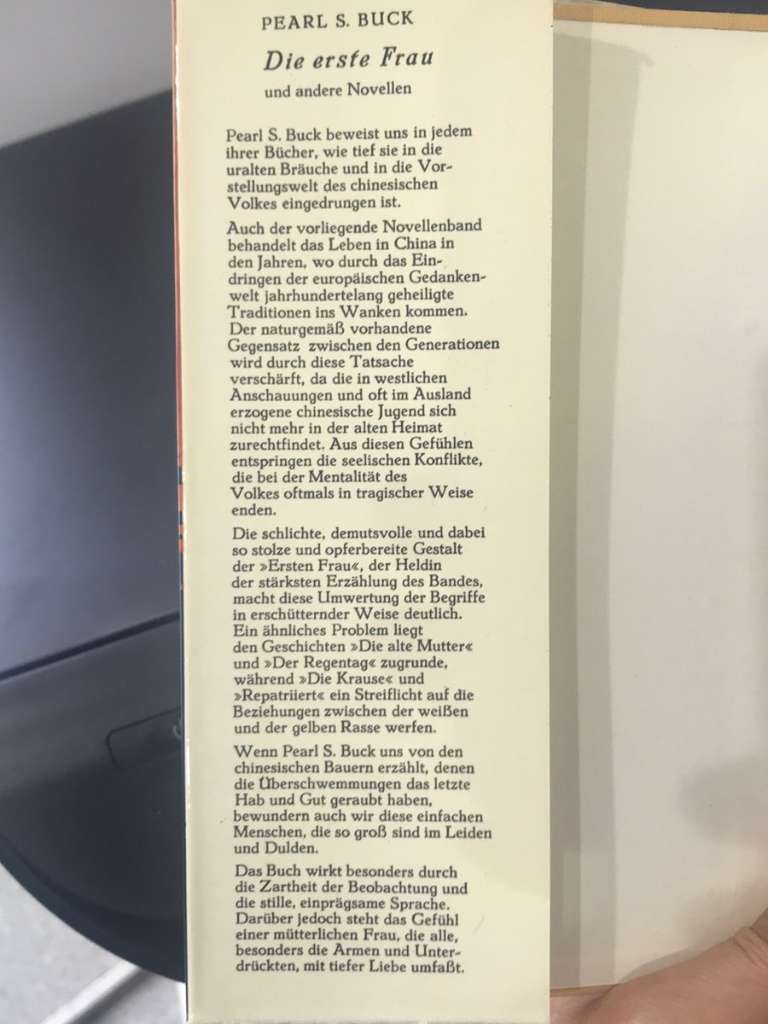 PEARL S. BUCK
Die erste Frau
und andere Novellen
Pearl S. Buck beweist uns in jedem
ihrer Bücher, wie tief sie in die
uralten Bräuche und in die Vor-
stellungswelt des chinesischen
Volkes eingedrungen ist.
Auch der vorliegende Novellenband
behandelt das Leben in China in
den Jahren, wo durch das Ein-
dringen der europäischen Gedanken-
welt jahrhundertelang geheiligte
Traditionen ins Wanken kommen.
Der naturgemäß vorhandene
Gegensatz zwischen den Generationen
wird durch diese Tatsache
verschärft, da die in westlichen
Anschauungen und oft im Ausland
erzogene chinesische Jugend sich
nicht mehr in der alten Heimat
zurechtfindet. Aus diesen Gefühlen
entspringen die seelischen Konflikte,
die bei der Mentalität des
Volkes oftmals in tragischer Weise
enden.
Die schlichte, demutsvolle und dabei
so stolze und opferbereite Gestalt
der »Ersten Frau«, der Heldin
der stärksten Erzählung des Bandes,
macht diese Umwertung der Begriffe
in erschütternder Weise deutlich.
Ein ähnliches Problem liegt
den Geschichten »Die alte Mutter«
und »Der Regentag« zugrunde,
während »Die Krause« und
»Repatriiert« ein Streiflicht auf die
Beziehungen zwischen der weißen
und der gelben Rasse werfen.
Wenn Pearl S. Buck uns von den
chinesischen Bauern erzählt, denen
die Überschwemmungen das letzte
Hab und Gut geraubt haben,
bewundern auch wir diese einfachen
Menschen, die so groß sind im Leiden
und Dulden.
Das Buch wirkt besonders durch
die Zartheit der Beobachtung und
die stille, einprägsame Sprache.
Darüber jedoch steht das Gefühl
einer mütterlichen Frau, die alle,
besonders die Armen und Unter-
drückten, mit tiefer Liebe umfaßt.